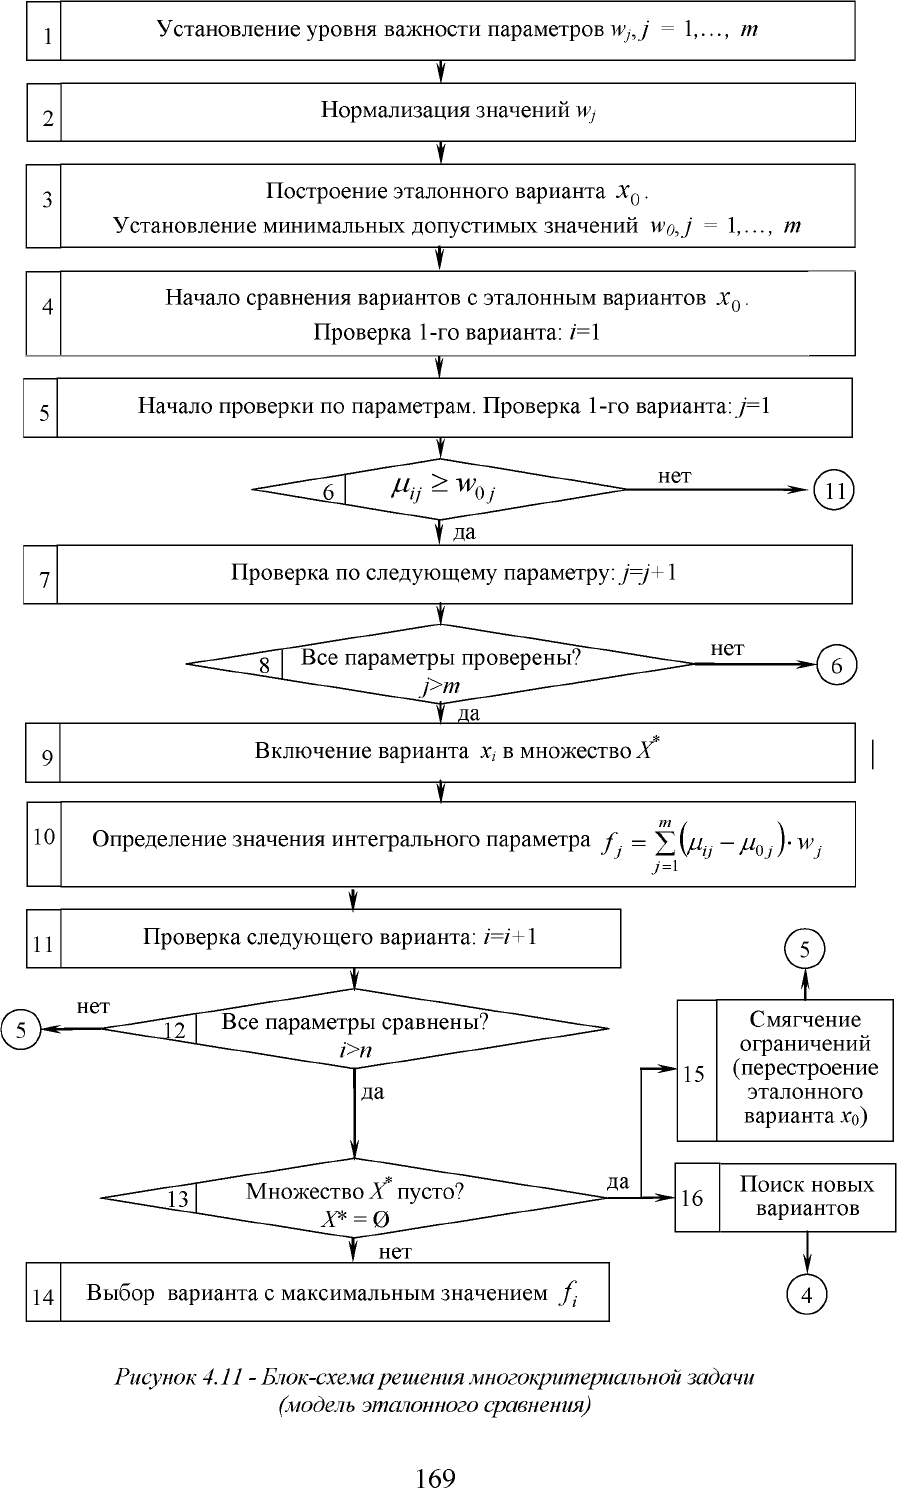 1 Установление уровня важности параметров wj, j = 1,…, m
2 Нормализация значений wj
3 Построение эталонного варианта x0.
Установление минимальных допустимых значений w0, j = 1,…, m
4 Начало сравнения вариантов с эталонным вариантов x0.
Проверка 1-го варианта: i=1
5 Начало проверки по параметрам. Проверка 1-го варианта: j=1
6 μij ≥ w0j
нет
11
да
7 Проверка по следующему параметру: j=j+1
8 Все параметры проверены?
j>m
нет
6
да
9 Включение варианта xi в множество X*
10 Определение значения интегрального параметра fj = ∑(μij − μ0j)· wj
m
j=1
11 Проверка следующего варианта: i=i+1
12 Все параметры сравнены?
i>n
нет
5
да
13 Множество X* пусто?
X* = Ø
да
нет
14 Выбор варианта с максимальным значением fi
5
15 Смягчение
ограничений
(перестроение
эталонного
варианта x0)
16 Поиск новых
вариантов
4
Рисунок 4.11 - Блок-схема решения многокритериальной задачи
(модель эталонного сравнения)
169